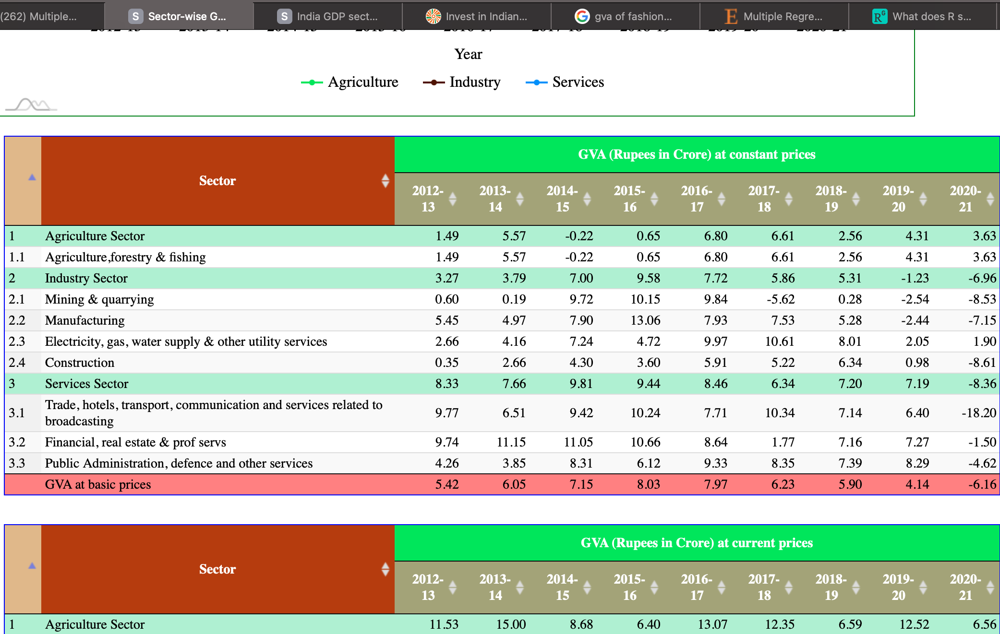 (262) Multiple... Sector-wise G... India GDP sect... Invest in Indian... gva of fashion... Multiple Regre... What does R s...
Year
Agriculture Industry Services
Sector GVA (Rupees in Crore) at constant prices
2012-13 2013-14 2014-15 2015-16 2016-17 2017-18 2018-19 2019-20 2020-21
1 Agriculture Sector 1.49 5.57 -0.22 0.65 6.80 6.61 2.56 4.31 3.63
1.1 Agriculture,forestry & fishing 1.49 5.57 -0.22 0.65 6.80 6.61 2.56 4.31 3.63
2 Industry Sector 3.27 3.79 7.00 9.58 7.72 5.86 5.31 -1.23 -6.96
2.1 Mining & quarrying 0.60 0.19 9.72 10.15 9.84 -5.62 0.28 -2.54 -8.53
2.2 Manufacturing 5.45 4.97 7.90 13.06 7.93 7.53 5.28 -2.44 -7.15
2.3 Electricity, gas, water supply & other utility services 2.66 4.16 7.24 4.72 9.97 10.61 8.01 2.05 1.90
2.4 Construction 0.35 2.66 4.30 3.60 5.91 5.22 6.34 0.98 -8.61
3 Services Sector 8.33 7.66 9.81 9.44 8.46 6.34 7.20 7.19 -8.36
3.1 Trade, hotels, transport, communication and services related to broadcasting 9.77 6.51 9.42 10.24 7.71 10.34 7.14 6.40 -18.20
3.2 Financial, real estate & prof servs 9.74 11.15 11.05 10.66 8.64 1.77 7.16 7.27 -1.50
3.3 Public Administration, defence and other services 4.26 3.85 8.31 6.12 9.33 8.35 7.39 8.29 -4.62
GVA at basic prices 5.42 6.05 7.15 8.03 7.97 6.23 5.90 4.14 -6.16
Sector GVA (Rupees in Crore) at current prices
2012-13 2013-14 2014-15 2015-16 2016-17 2017-18 2018-19 2019-20 2020-21
1 Agriculture Sector 11.53 15.00 8.68 6.40 13.07 12.35 6.59 12.52 6.56